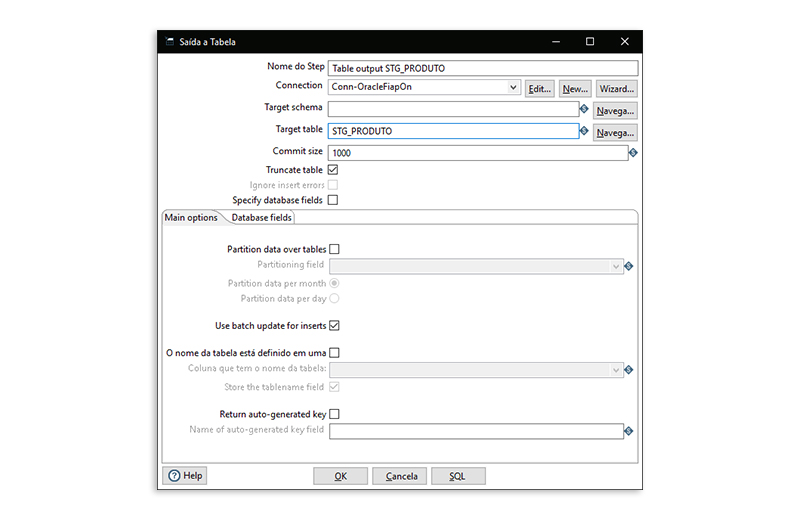 Saída a Tabela
Nome do Step Table output STG_PRODUTO
Connection Conn-OracleFiapOn Edit... New... Wizard...
Target schema Navega...
Target table STG_PRODUTO Navega...
Commit size 1000
Truncate table
Ignore insert errors
Specify database fields
Main options Database fields
Partition data over tables
Partitioning field
Partition data per month
Partition data per day
Use batch update for inserts
O nome da tabela está definido em uma
Coluna que tem o nome da tabela:
Store the tablename field
Return auto-generated key
Name of auto-generated key field
Help OK Cancela SQL